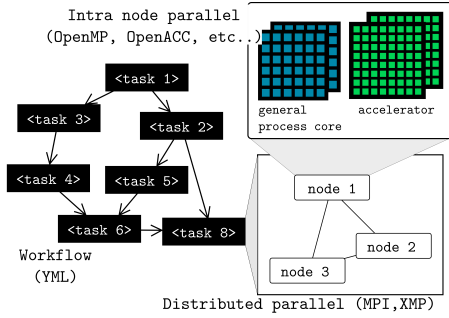 Intra node parallel
(OpenMP, OpenACC, etc..)
general
process core
accelerator
<task 1>
<task 3>
<task 2>
<task 4>
<task 5>
<task 6>
<task 8>
node 1
node 2
node 3
Workflow
(YML)
Distributed parallel (MPI,XMP)